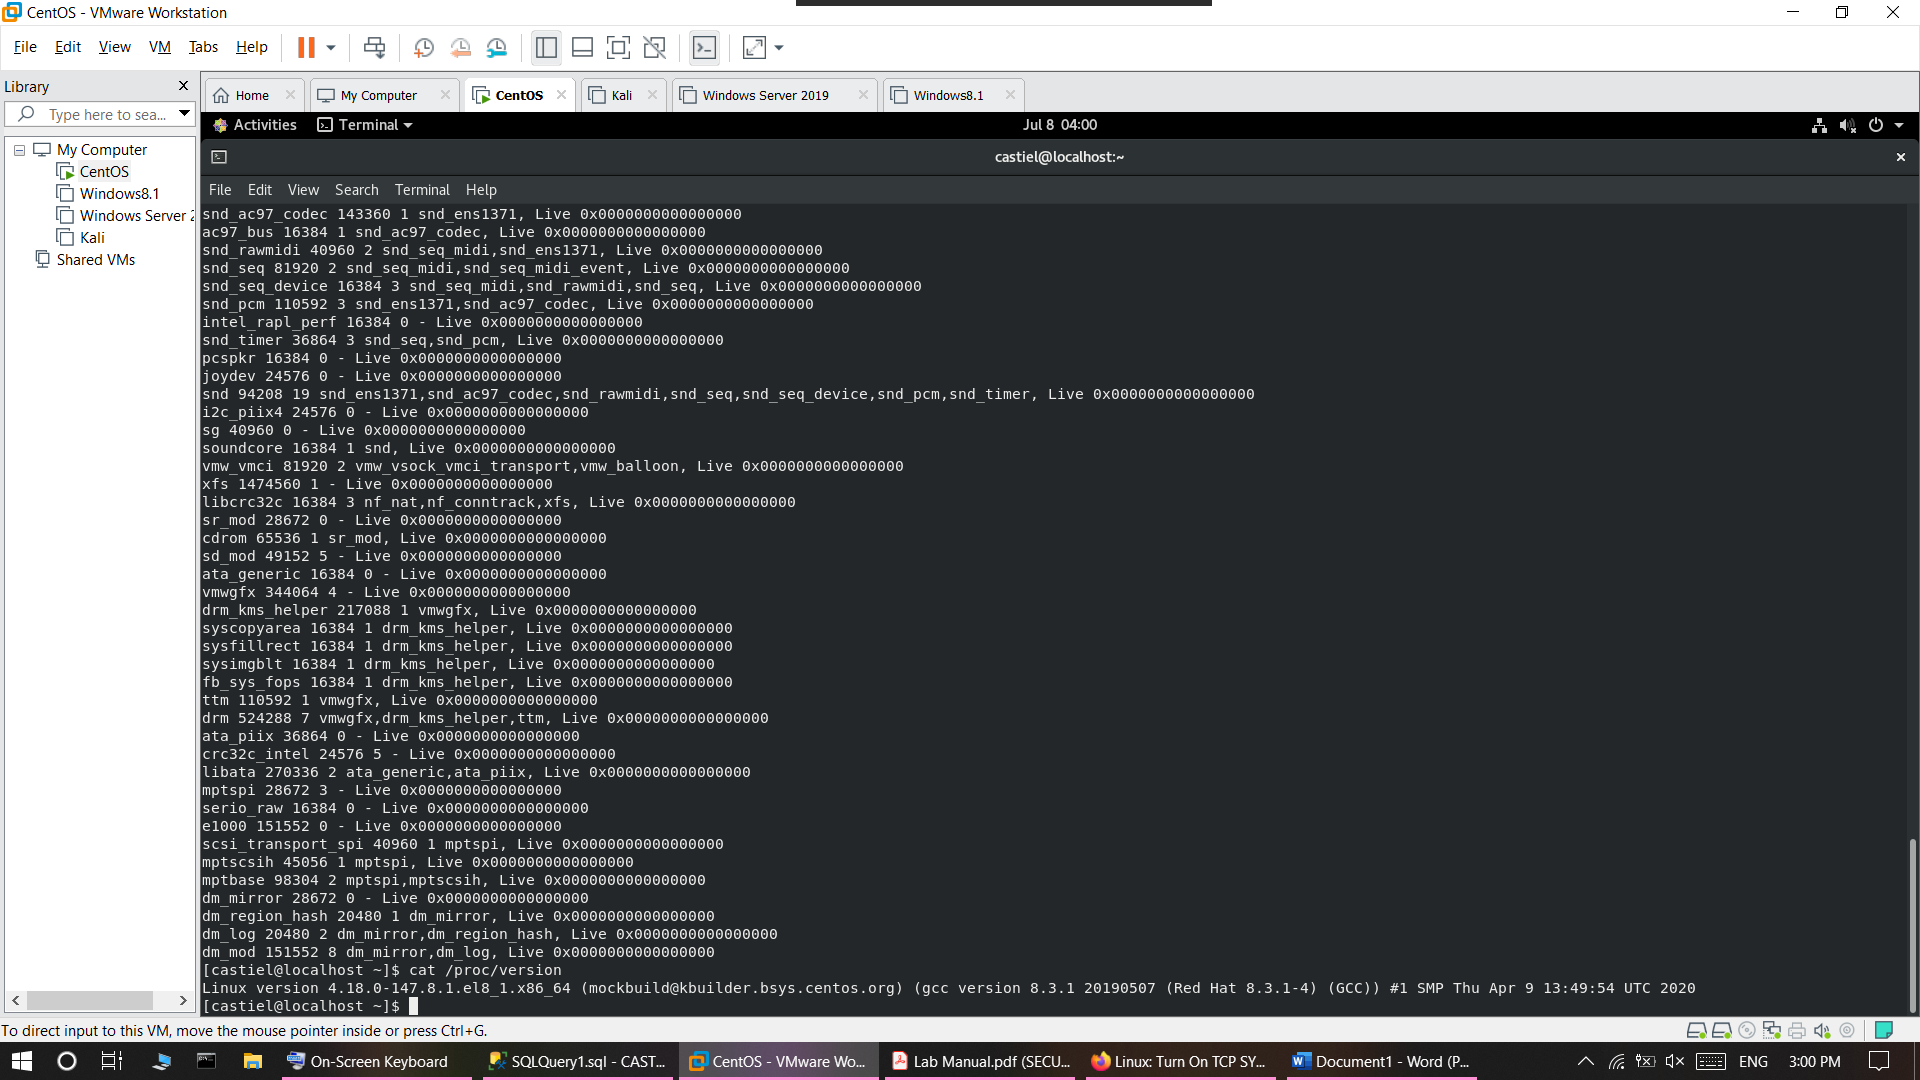 CentOS - VMware Workstation
File Edit View VM Tabs Help
Library
Type here to sea...
My Computer
CentOS
Windows8.1
Windows Server 2
Kali
Shared VMs
Home My Computer CentOS Kali Windows Server 2019 Windows8.1
Activities Terminal Jul 8 04:00
castiel@localhost:~
File Edit View Search Terminal Help
snd_ac97_codec 143360 1 snd_ens1371, Live 0x0000000000000000
ac97_bus 16384 1 snd_ac97_codec, Live 0x0000000000000000
snd_rawmidi 40960 2 snd_seq_midi,snd_ens1371, Live 0x0000000000000000
snd_seq 81920 2 snd_seq_midi,snd_seq_midi_event, Live 0x0000000000000000
snd_seq_device 16384 3 snd_seq_midi,snd_rawmidi,snd_seq, Live 0x0000000000000000
snd_pcm 110592 3 snd_ens1371,snd_ac97_codec, Live 0x0000000000000000
intel_rapl_perf 16384 0 - Live 0x0000000000000000
snd_timer 36864 3 snd_seq,snd_pcm, Live 0x0000000000000000
pcspkr 16384 0 - Live 0x0000000000000000
joydev 24576 0 - Live 0x0000000000000000
snd 94208 19 snd_ens1371,snd_ac97_codec,snd_rawmidi,snd_seq,snd_seq_device,snd_pcm,snd_timer, Live 0x0000000000000000
i2c_piix4 24576 0 - Live 0x0000000000000000
sg 40960 0 - Live 0x0000000000000000
soundcore 16384 1 snd, Live 0x0000000000000000
vmw_vmci 81920 2 vmw_vsock_vmci_transport,vmw_balloon, Live 0x0000000000000000
xfs 1474560 1 - Live 0x0000000000000000
libcrc32c 16384 3 nf_nat,nf_conntrack,xfs, Live 0x0000000000000000
sr_mod 28672 0 - Live 0x0000000000000000
cdrom 65536 1 sr_mod, Live 0x0000000000000000
sd_mod 49152 5 - Live 0x0000000000000000
ata_generic 16384 0 - Live 0x0000000000000000
vmwgfx 344064 4 - Live 0x0000000000000000
drm_kms_helper 217088 1 vmwgfx, Live 0x0000000000000000
syscopyarea 16384 1 drm_kms_helper, Live 0x0000000000000000
sysfillrect 16384 1 drm_kms_helper, Live 0x0000000000000000
sysimgblt 16384 1 drm_kms_helper, Live 0x0000000000000000
fb_sys_fops 16384 1 drm_kms_helper, Live 0x0000000000000000
ttm 110592 1 vmwgfx, Live 0x0000000000000000
drm 524288 7 vmwgfx,drm_kms_helper,ttm, Live 0x0000000000000000
ata_piix 36864 0 - Live 0x0000000000000000
crc32c_intel 24576 5 - Live 0x0000000000000000
libata 270336 2 ata_generic,ata_piix, Live 0x0000000000000000
mptspi 28672 3 - Live 0x0000000000000000
serio_raw 16384 0 - Live 0x0000000000000000
e1000 151552 0 - Live 0x0000000000000000
scsi_transport_spi 40960 1 mptspi, Live 0x0000000000000000
mptscsih 45056 1 mptspi, Live 0x0000000000000000
mptbase 98304 2 mptspi,mptscsih, Live 0x0000000000000000
dm_mirror 28672 0 - Live 0x0000000000000000
dm_region_hash 20480 1 dm_mirror, Live 0x0000000000000000
dm_log 20480 2 dm_mirror,dm_region_hash, Live 0x0000000000000000
dm_mod 151552 8 dm_mirror,dm_log, Live 0x0000000000000000
[castiel@localhost ~]$ cat /proc/version
Linux version 4.18.0-147.8.1.el8_1.x86_64 (mockbuild@kbuilder.bsys.centos.org) (gcc version 8.3.1 20190507 (Red Hat 8.3.1-4) (GCC)) #1 SMP Thu Apr 9 13:49:54 UTC 2020
[castiel@localhost ~]$
To direct input to this VM, move the mouse pointer inside or press Ctrl+G.
On-Screen Keyboard SQLQuery1.sql - CAST... CentOS - VMware Wo... Lab Manual.pdf (SECU... Linux: Turn On TCP SY... Document1 - Word (P... ENG 3:00 PM